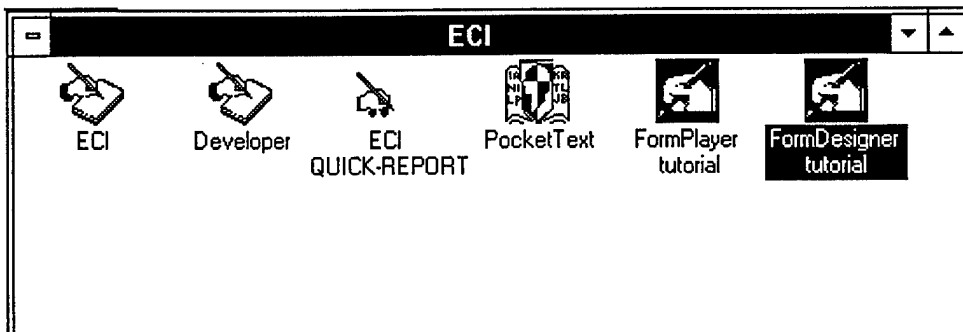 ECI
ECI
Developer
ECI
QUICK-REPORT
PocketText
FormPlayer
tutorial
FormDesigner
tutorial